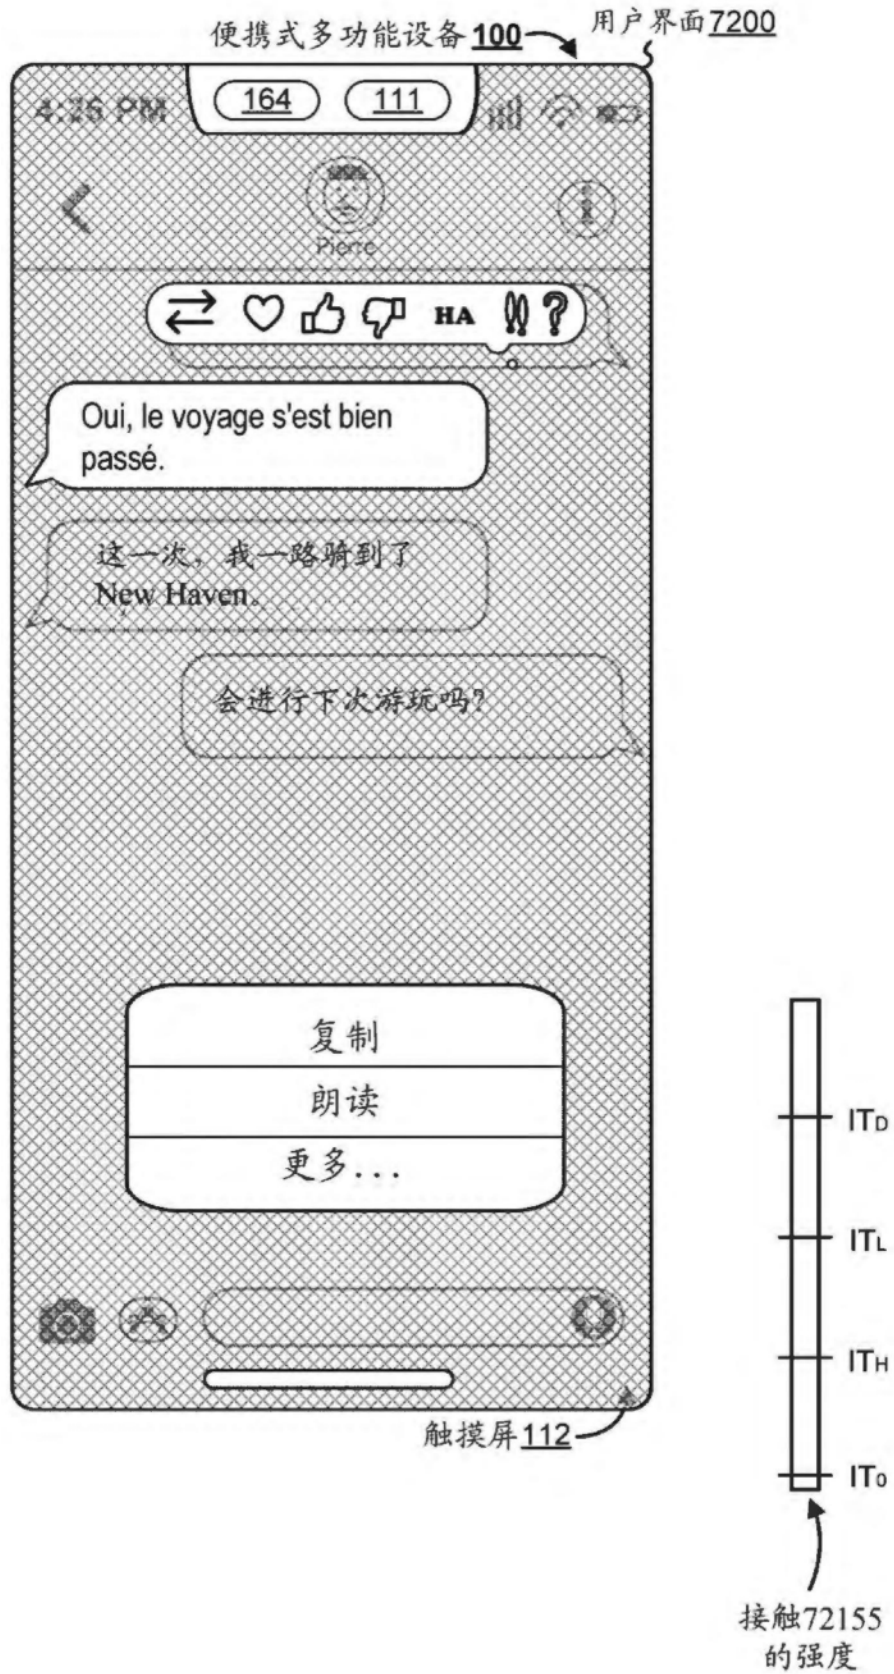 便携式多功能设备100
用户界面7200
4:26 PM
164
111
Pierre
HA
!! ?
Oui, le voyage s'est bien
passé.
这一次，我一路骑到了
New Haven。
会进行下次游玩吗?
复制
朗读
更多...
触摸屏112
ITD
ITL
ITH
IT0
接触72155
的强度